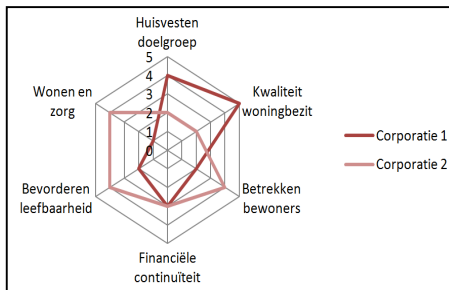 Huisvesten
doelgroep
5
4
3
2
1
0
Kwaliteit
woningbezit
Betrekken
bewoners
Financiële
continuïteit
Bevorderen
leefbaarheid
Wonen en
zorg
Corporatie 1
Corporatie 2